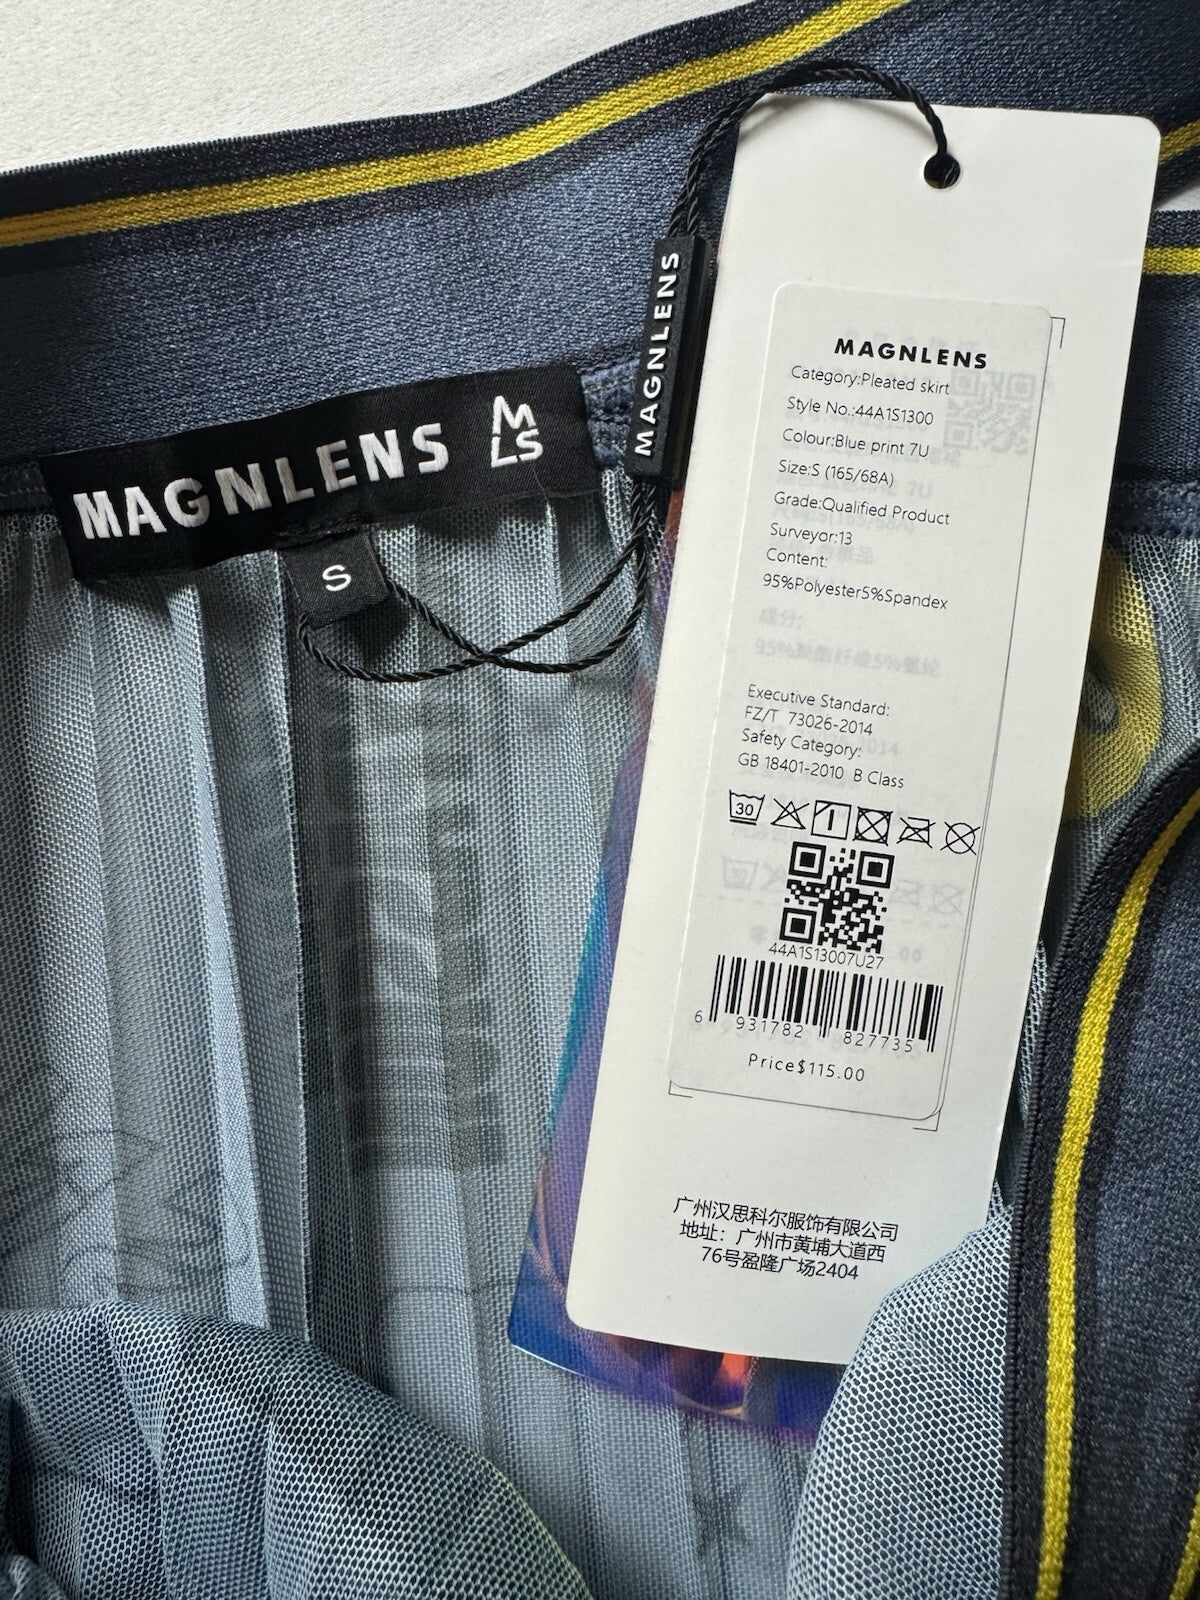 MAGNLENS
MLS
S
MAGNLENS
MAGNLENS
Category:Pleated skirt
Style No.:44A1S1300
Colour:Blue print 7U
Size:S (165/68A)
Grade:Qualified Product
Surveyor:13
Content:
95%Polyester5%Spandex
Executive Standard:
FZ/T 73026-2014
Safety Category:
GB 18401-2010 B Class
30
44A1S13007U27
6 931782 827735
Price$115.00
广州汉思科尔服饰有限公司
地址：广州市黄埔大道西
76号盈隆广场2404